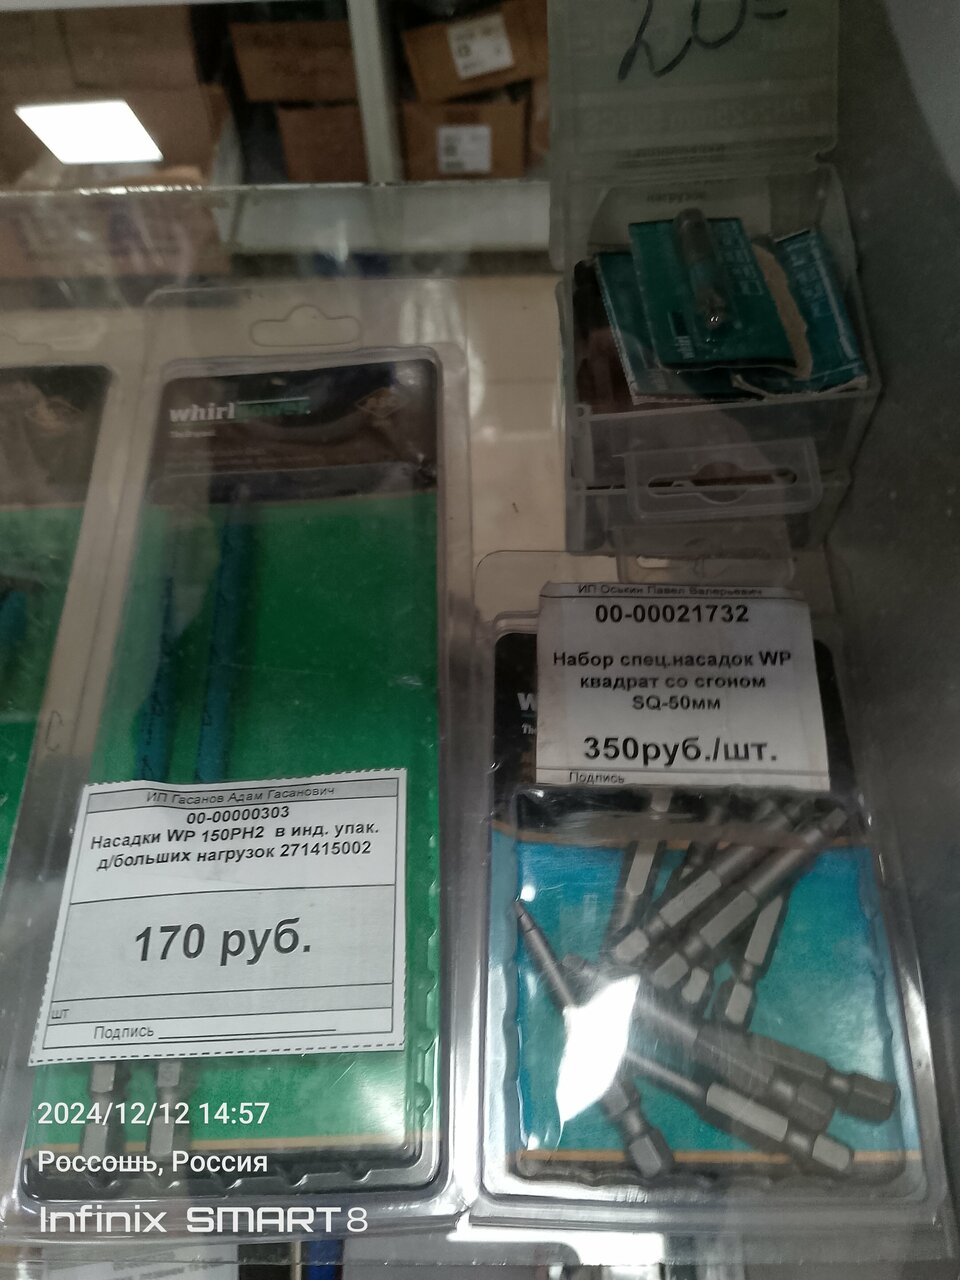 20=
whirlpower
ИП Оськин Павел Валерьевич
00-00021732
Набор спец.насадок WP
квадрат со сгоном
SQ-50мм
350руб./шт.
Подпись
ИП Гасанов Адам Гасанович
00-00000303
Насадки WP 150PH2 в инд. упак.
д/больших нагрузок 271415002
170 руб.
шт
Подпись
2024/12/12 14:57
Россошь, Россия
Infinix SMART 8